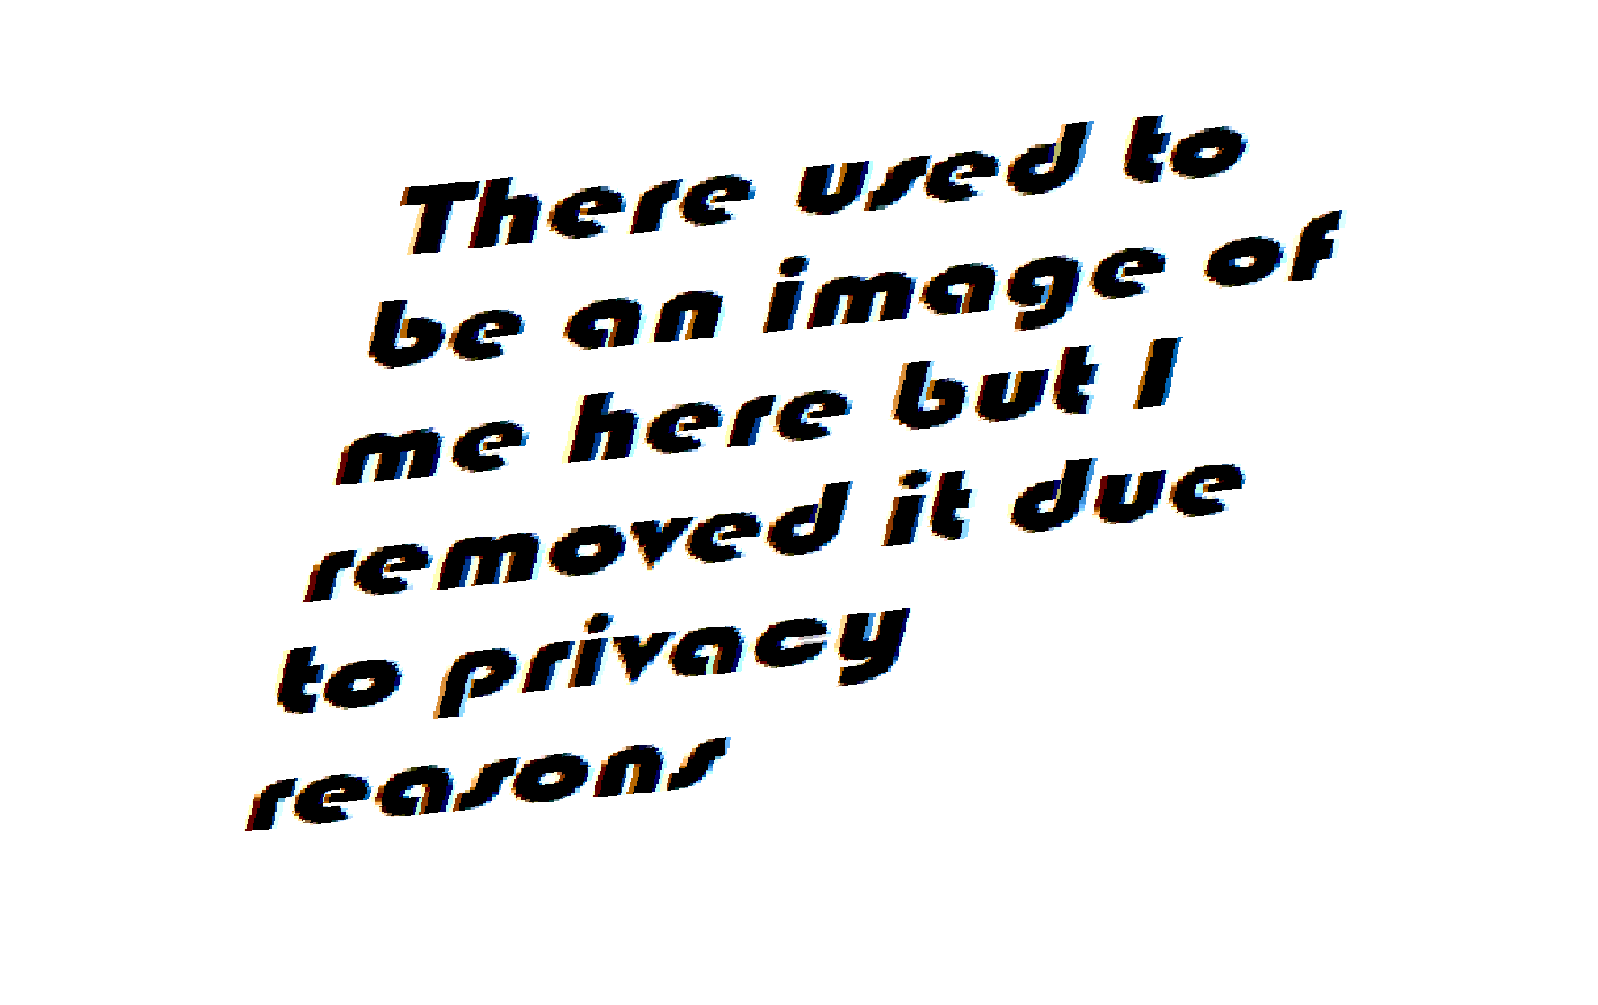 There used to
be an image of
me here but I
removed it due
to privacy
reasons